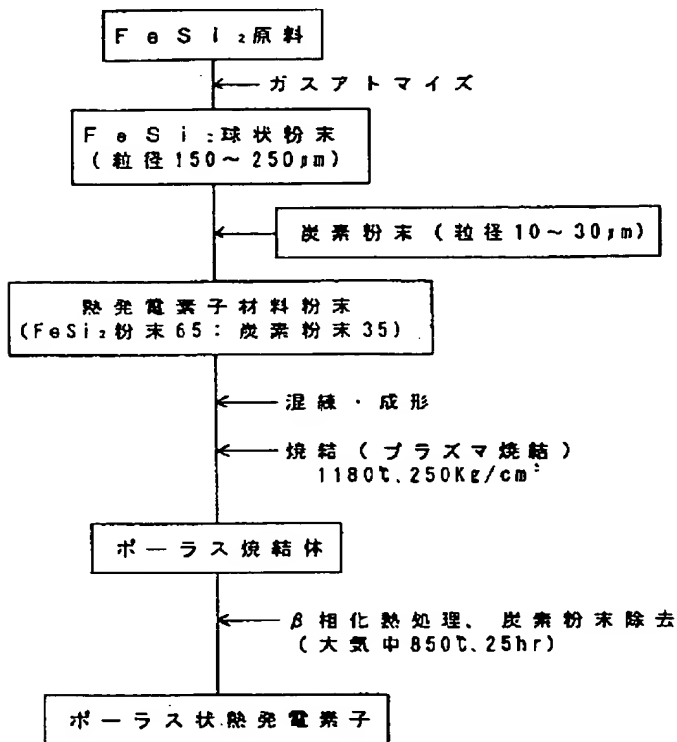 FeSi₂原料
ガスアトマイズ
FeSi₂球状粉末
(粒径150～250μm)
炭素粉末(粒径10～30μm)
熱発電素子材料粉末
(FeSi₂粉末65:炭素粉末35)
混練・成形
焼結(プラズマ焼結)
1180℃、250Kg/cm²
ポーラス焼結体
β相化熱処理、炭素粉末除去
(大気中850℃、25hr)
ポーラス状熱発電素子